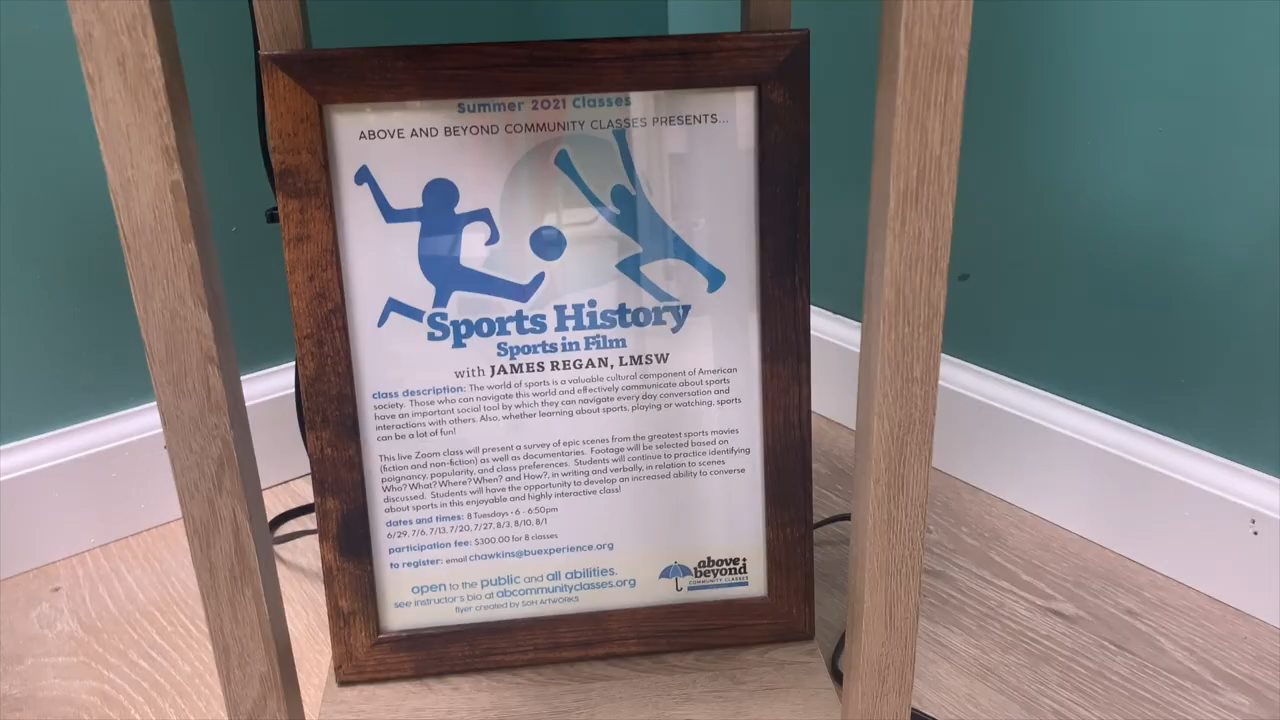 Summer 2021 Classes
ABOVE AND BEYOND COMMUNITY CLASSES PRESENTS...
Sports History
Sports in Film
with JAMES REGAN, LMSW
class description: The world of sports is a valuable cultural component of American
society. Those who can navigate this world and effectively communicate about sports
have an important social tool by which they can navigate every day conversation and
interactions with others. Also, whether learning about sports, playing or watching, sports
can be a lot of fun!
This live Zoom class will present a survey of epic scenes from the greatest sports movies
(fiction and non-fiction) as well as documentaries. Footage will be selected based on
poignancy, popularity, and class preferences. Students will continue to practice identifying
Who? What? Where? When? and How?, in writing and verbally, in relation to scenes
discussed. Students will have the opportunity to develop an increased ability to converse
about sports in this enjoyable and highly interactive class!
dates and times: 8 Tuesdays • 6 - 6:50pm
6/29, 7/6, 7/13, 7/20, 7/27, 8/3, 8/10, 8/1
participation fee: $300.00 for 8 classes
to register: email chawkins@buexperience.org
open to the public and all abilities.
see instructor's bio at abcommunityclasses.org
flyer created by SoH ArtWORKS
above+
beyond
COMMUNITY CLASSES